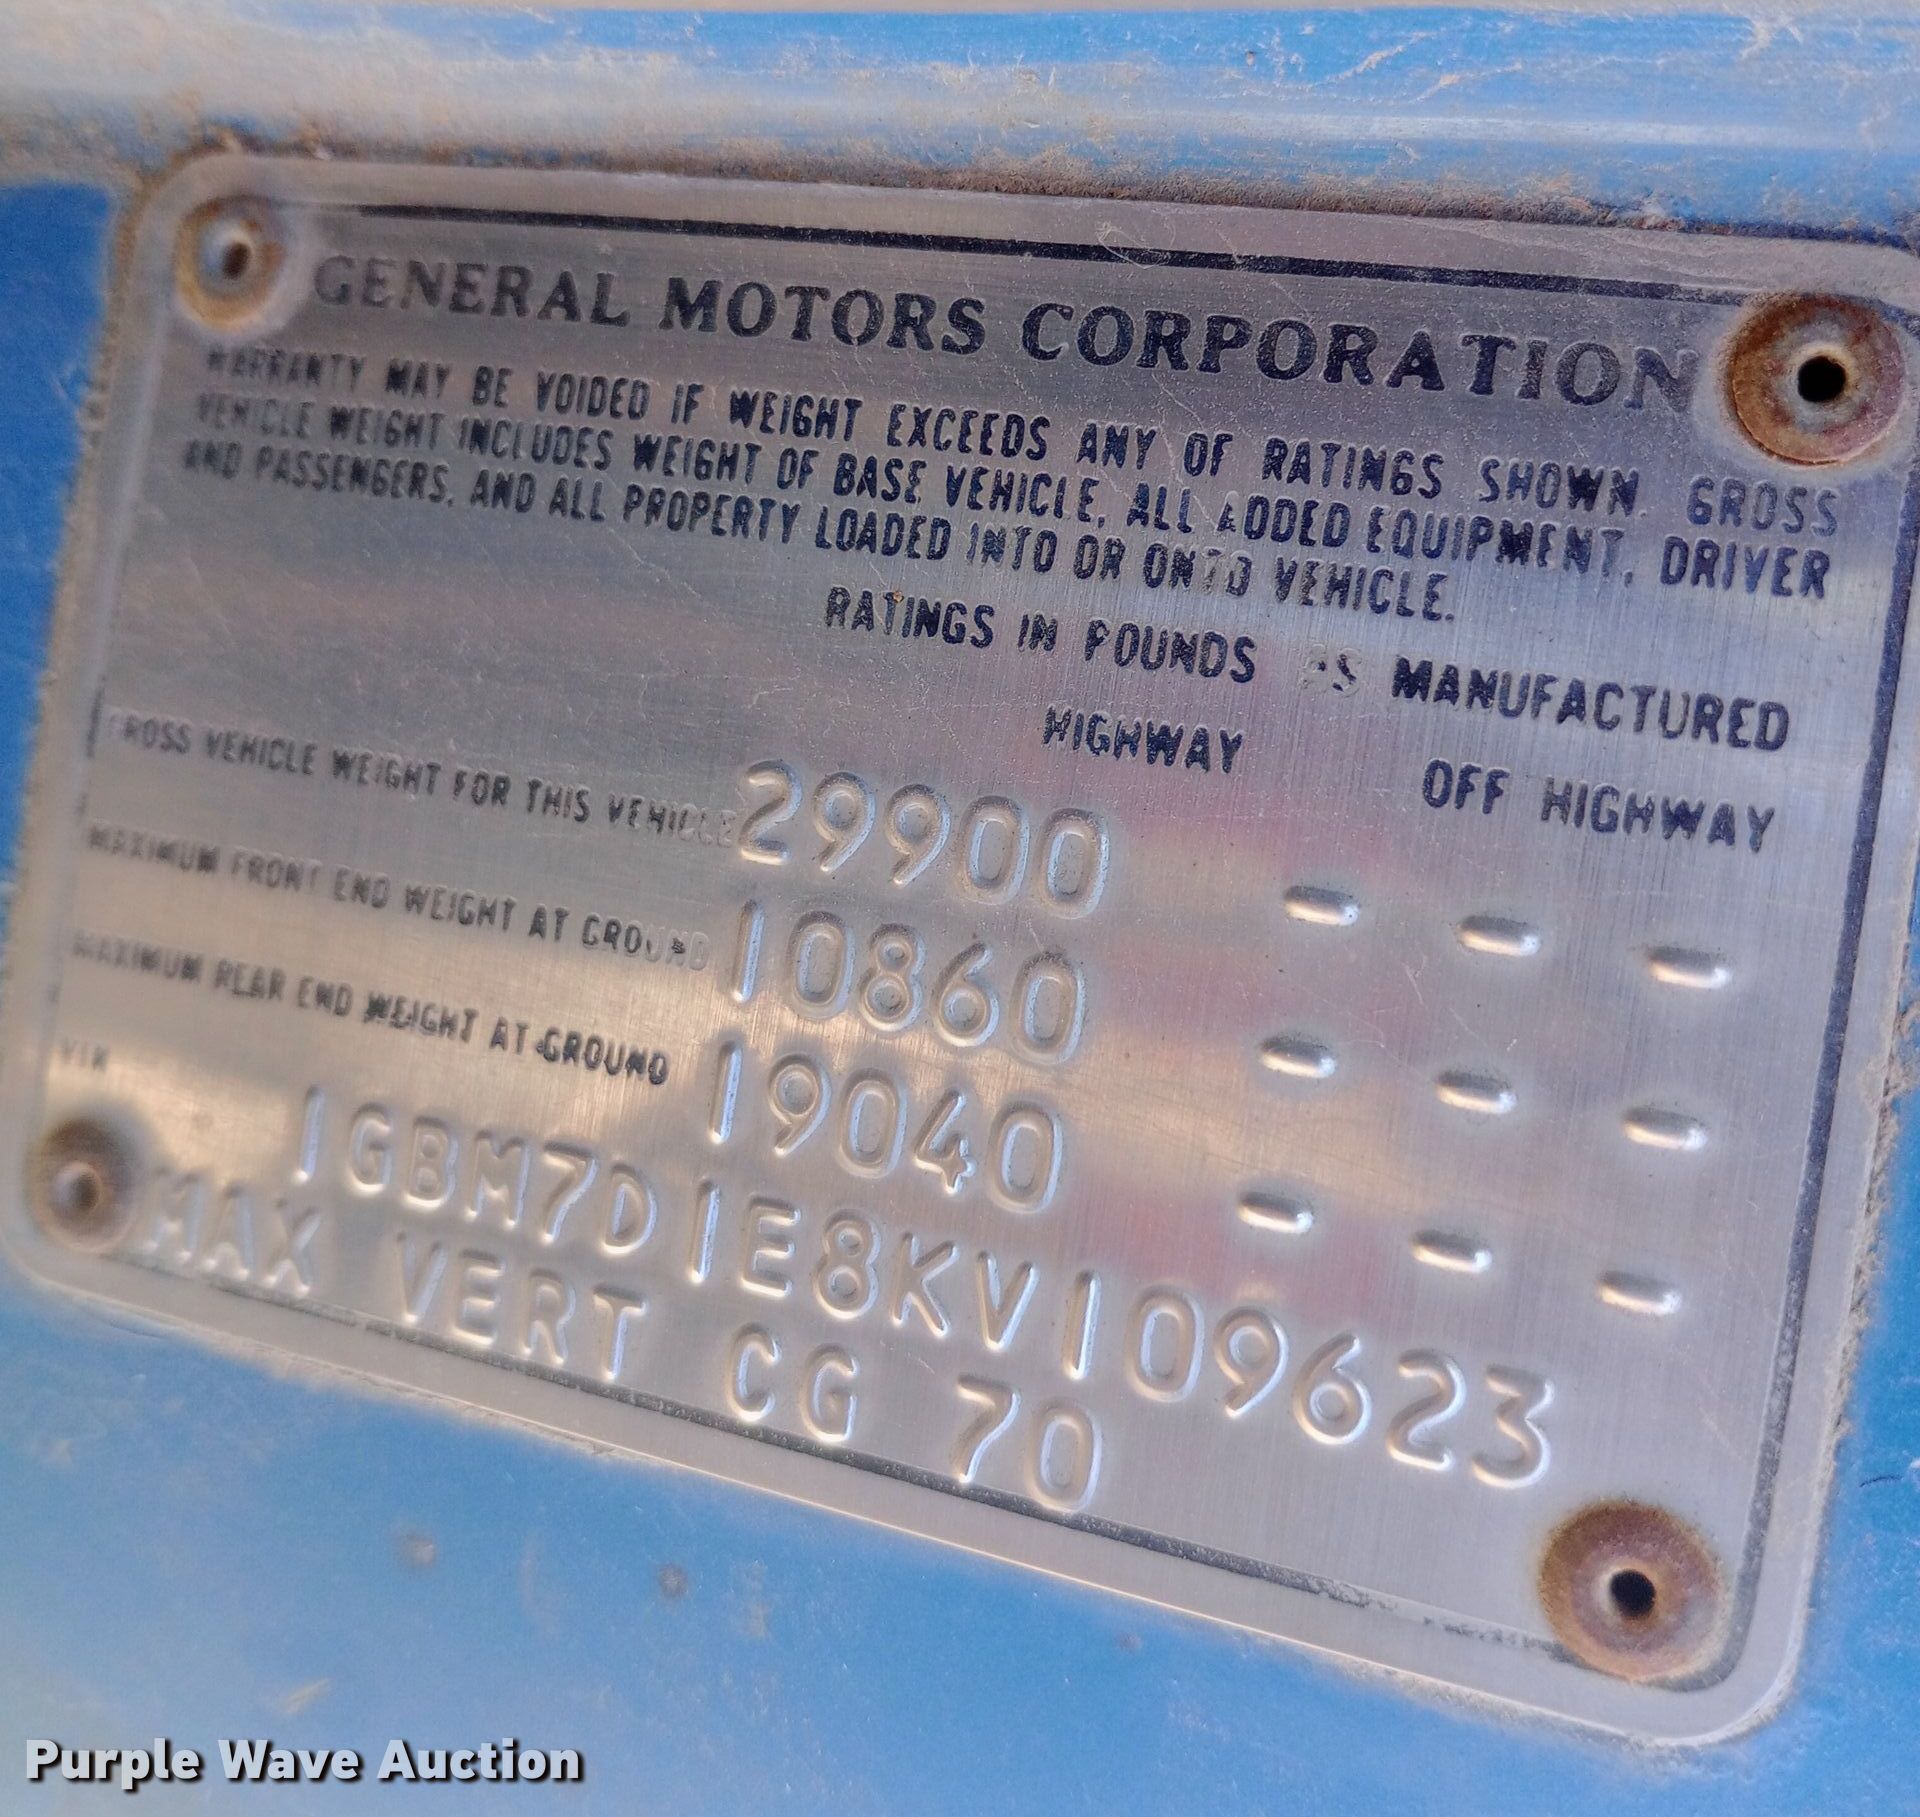 GENERAL MOTORS CORPORATION
WARRANTY MAY BE VOIDED IF WEIGHT EXCEEDS ANY OF RATINGS SHOWN. GROSS
VEHICLE WEIGHT INCLUDES WEIGHT OF BASE VEHICLE, ALL ADDED EQUIPMENT, DRIVER
AND PASSENGERS, AND ALL PROPERTY LOADED INTO OR ONTO VEHICLE.
RATINGS IN POUNDS AS MANUFACTURED
HIGHWAY OFF HIGHWAY
GROSS VEHICLE WEIGHT FOR THIS VEHICLE 29900 - - -
MAXIMUM FRONT END WEIGHT AT GROUND 10860 - - -
MAXIMUM REAR END WEIGHT AT GROUND 19040 - - -
VIN
1GBM7D1E8KV109623
MAX VERT CG 70
Purple Wave Auction